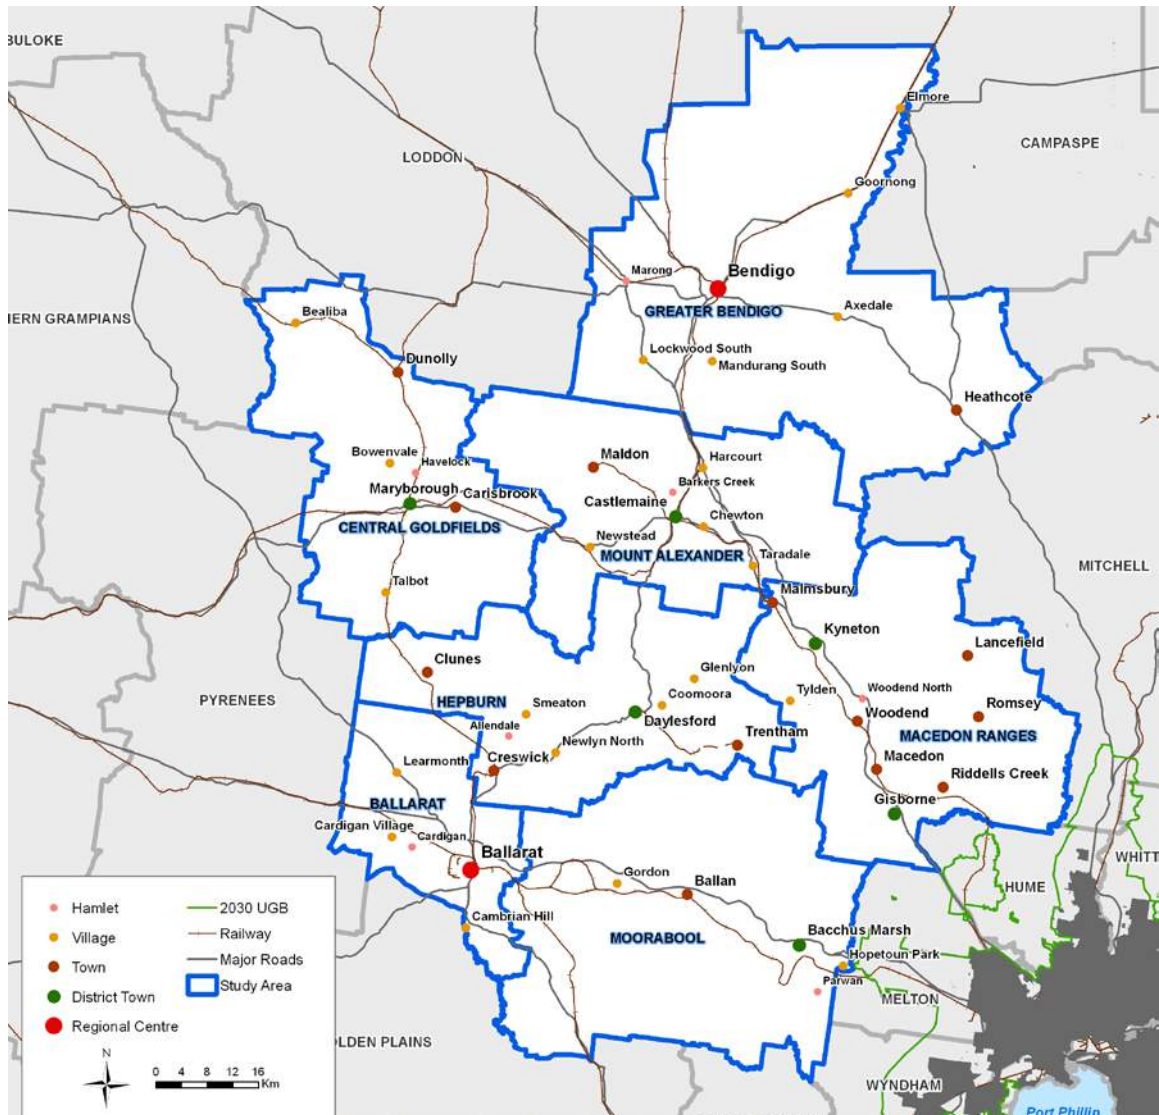 BULOKE
Elmore
CAMPASPE
LODDON
Goornong
Marong
Bendigo
GREATER BENDIGO
Axedale
ERN GRAMPIANS
Bealiba
Lockwood South
Mandurang South
Dunolly
Heathcote
Bowenvale
Havelock
Maldon
Harcourt
Barkers Creek
Maryborough
Carisbrook
Castlemaine
Chewton
CENTRAL GOLDFIELDS
Newstead
MOUNT ALEXANDER
Taradale
MITCHELL
Talbot
Malmsbury
Kyneton
Lancefield
Clunes
Glenlyon
PYRENEES
HEPBURN
Smeaton
Coomoora
Tylden
Woodend North
Romsey
Allendale
Daylesford
Woodend
Trentham
MACEDON RANGES
Newlyn North
Creswick
Learmonth
Macedon
Riddells Creek
BALLARAT
Gisborne
Cardigan Village
Cardigan
Ballarat
WHITT
Gordon
Ballan
HUME
Cambrian Hill
MOORABOOL
Bacchus Marsh
Hopetoun Park
Parwan
MELTON
OLDEN PLAINS
WYNDHAM
Port Phillip
Hamlet
Village
Town
District Town
Regional Centre
2030 UGB
Railway
Major Roads
Study Area
N
0 2 4 8 12 16
Km